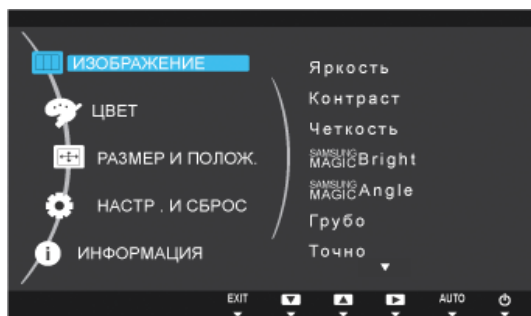 ИЗОБРАЖЕНИЕ
ЦВЕТ
РАЗМЕР И ПОЛОЖ.
НАСТР . И СБРОС
ИНФОРМАЦИЯ
Яркость
Контраст
Четкость
SAMSUNG MAGIC Bright
SAMSUNG MAGIC Angle
Грубо
Точно
EXIT
AUTO